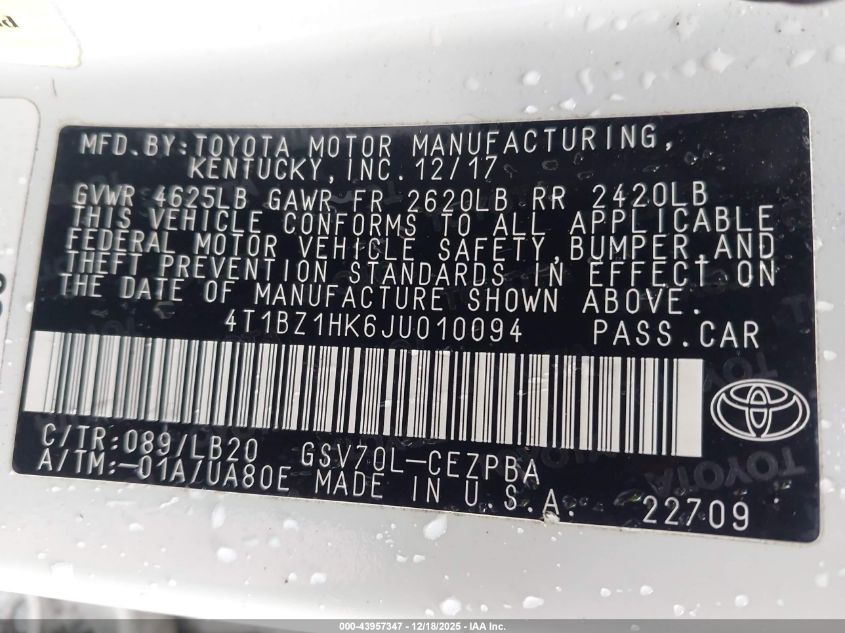 MFD.BY:TOYOTA MOTOR MANUFACTURING,
KENTUCKY,INC.12/17
GVWR 4625LB GAWR FR 2620LB RR 2420LB
THIS VEHICLE CONFORMS TO ALL APPLICABLE
FEDERAL MOTOR VEHICLE SAFETY,BUMPER,AND
THEFT PREVENTION STANDARDS IN EFFECT ON
THE DATE OF MANUFACTURE SHOWN ABOVE.
4T1BZ1HK6JU010094 PASS.CAR
C/TR:089/LB20 GSV70L-CEZPBA
A/TM:-01A/UA80E MADE IN U.S.A. 22709
000-43957347 - 12/18/2025 - IAA Inc.